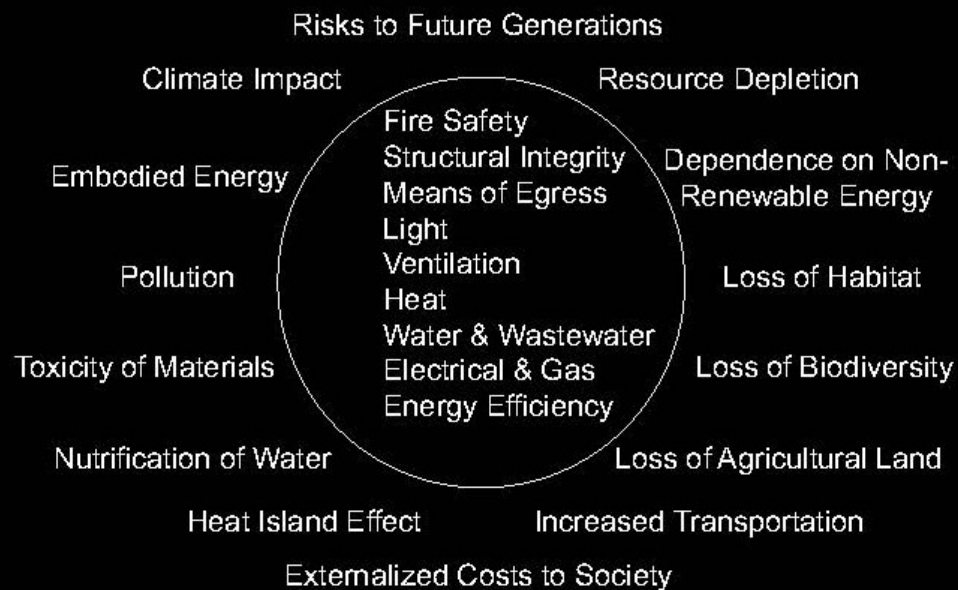 Risks to Future Generations
Climate Impact
Resource Depletion
Fire Safety
Structural Integrity
Means of Egress
Light
Ventilation
Heat
Water & Wastewater
Electrical & Gas
Energy Efficiency
Embodied Energy
Dependence on Non-
Renewable Energy
Pollution
Loss of Habitat
Toxicity of Materials
Loss of Biodiversity
Nutrification of Water
Loss of Agricultural Land
Heat Island Effect
Increased Transportation
Externalized Costs to Society